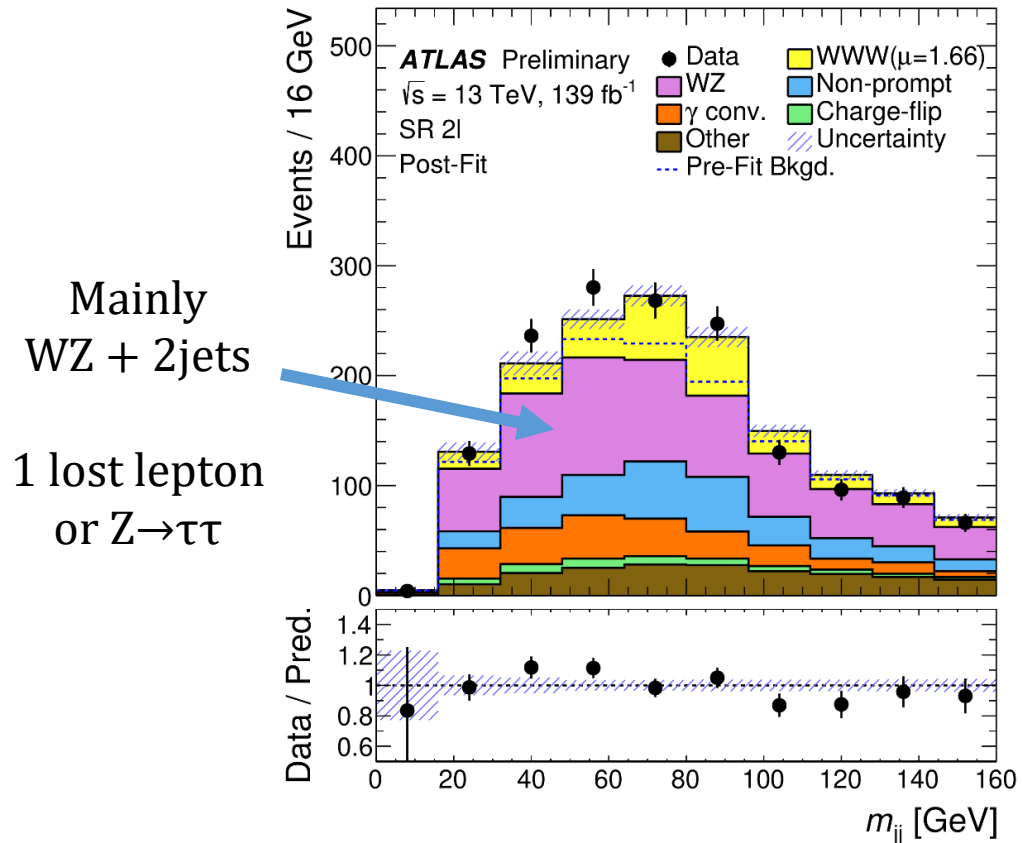 Mainly
WZ + 2jets
1 lost lepton
or Z→ττ
Events / 16 GeV
500
400
300
200
100
0
ATLAS Preliminary
√s = 13 TeV, 139 fb⁻¹
SR 2l
Post-Fit
Data
WWW(μ=1.66)
WZ
Non-prompt
γ conv.
Charge-flip
Other
Uncertainty
Pre-Fit Bkgd.
Data / Pred.
1.4
1.2
1
0.8
0.6
0 20 40 60 80 100 120 140 160
m_jj [GeV]